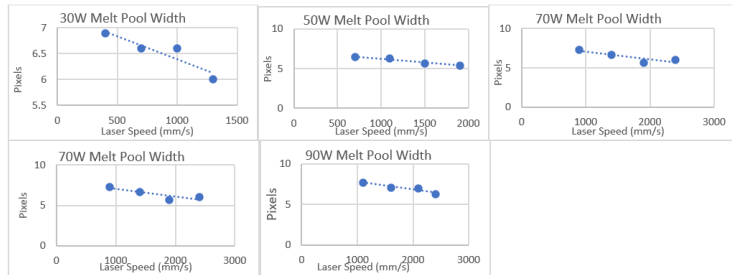 30W Melt Pool Width
7
6.5
6
5.5
Pixels
0
500
1000
1500
Laser Speed (mm/s)
50W Melt Pool Width
10
5
0
Pixels
0
500
1000
1500
2000
Laser Speed (mm/s)
70W Melt Pool Width
10
5
0
Pixels
0
1000
2000
3000
Laser Speed (mm/s)
70W Melt Pool Width
10
5
0
Pixels
0
1000
2000
3000
Laser Speed (mm/s)
90W Melt Pool Width
10
5
0
Pixels
0
1000
2000
3000
Laser Speed (mm/s)